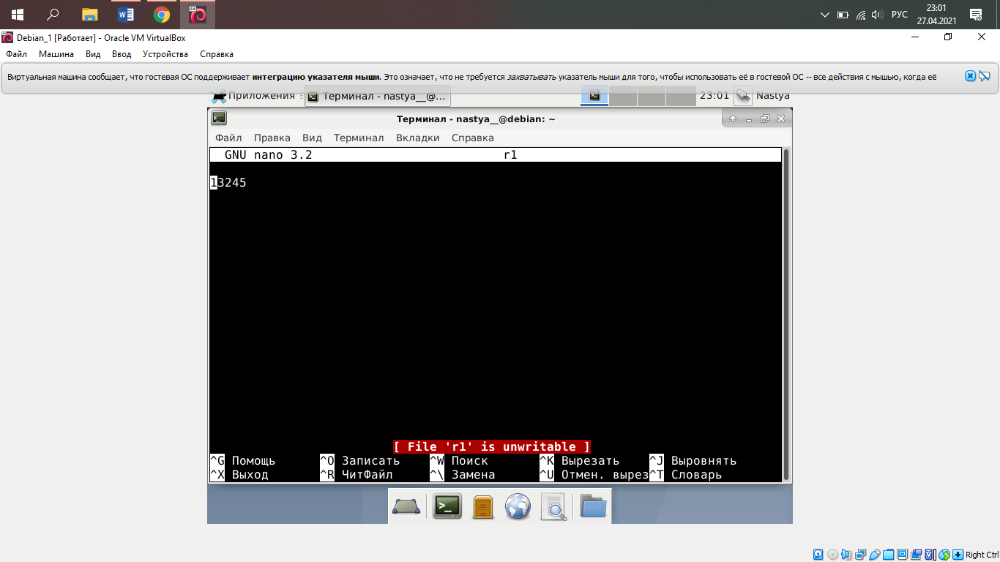 РУС
23:01
27.04.2021
Debian_1 [Работает] - Oracle VM VirtualBox
Файл Машина Вид Ввод Устройства Справка
Виртуальная машина сообщает, что гостевая ОС поддерживает интеграцию указателя мыши. Это означает, что не требуется захватывать указатель мыши для того, чтобы использовать её в гостевой ОС -- все действия с мышью, когда её
Приложения Терминал - nastya__@... 23:01 Nastya
Терминал - nastya__@debian: ~
Файл Правка Вид Терминал Вкладки Справка
GNU nano 3.2 r1
13245
[ File 'r1' is unwritable ]
^G Помощь ^O Записать ^W Поиск ^K Вырезать ^J Выровнять
^X Выход ^R ЧитФайл ^\ Замена ^U Отмен. вырез ^T Словарь
Right Ctrl